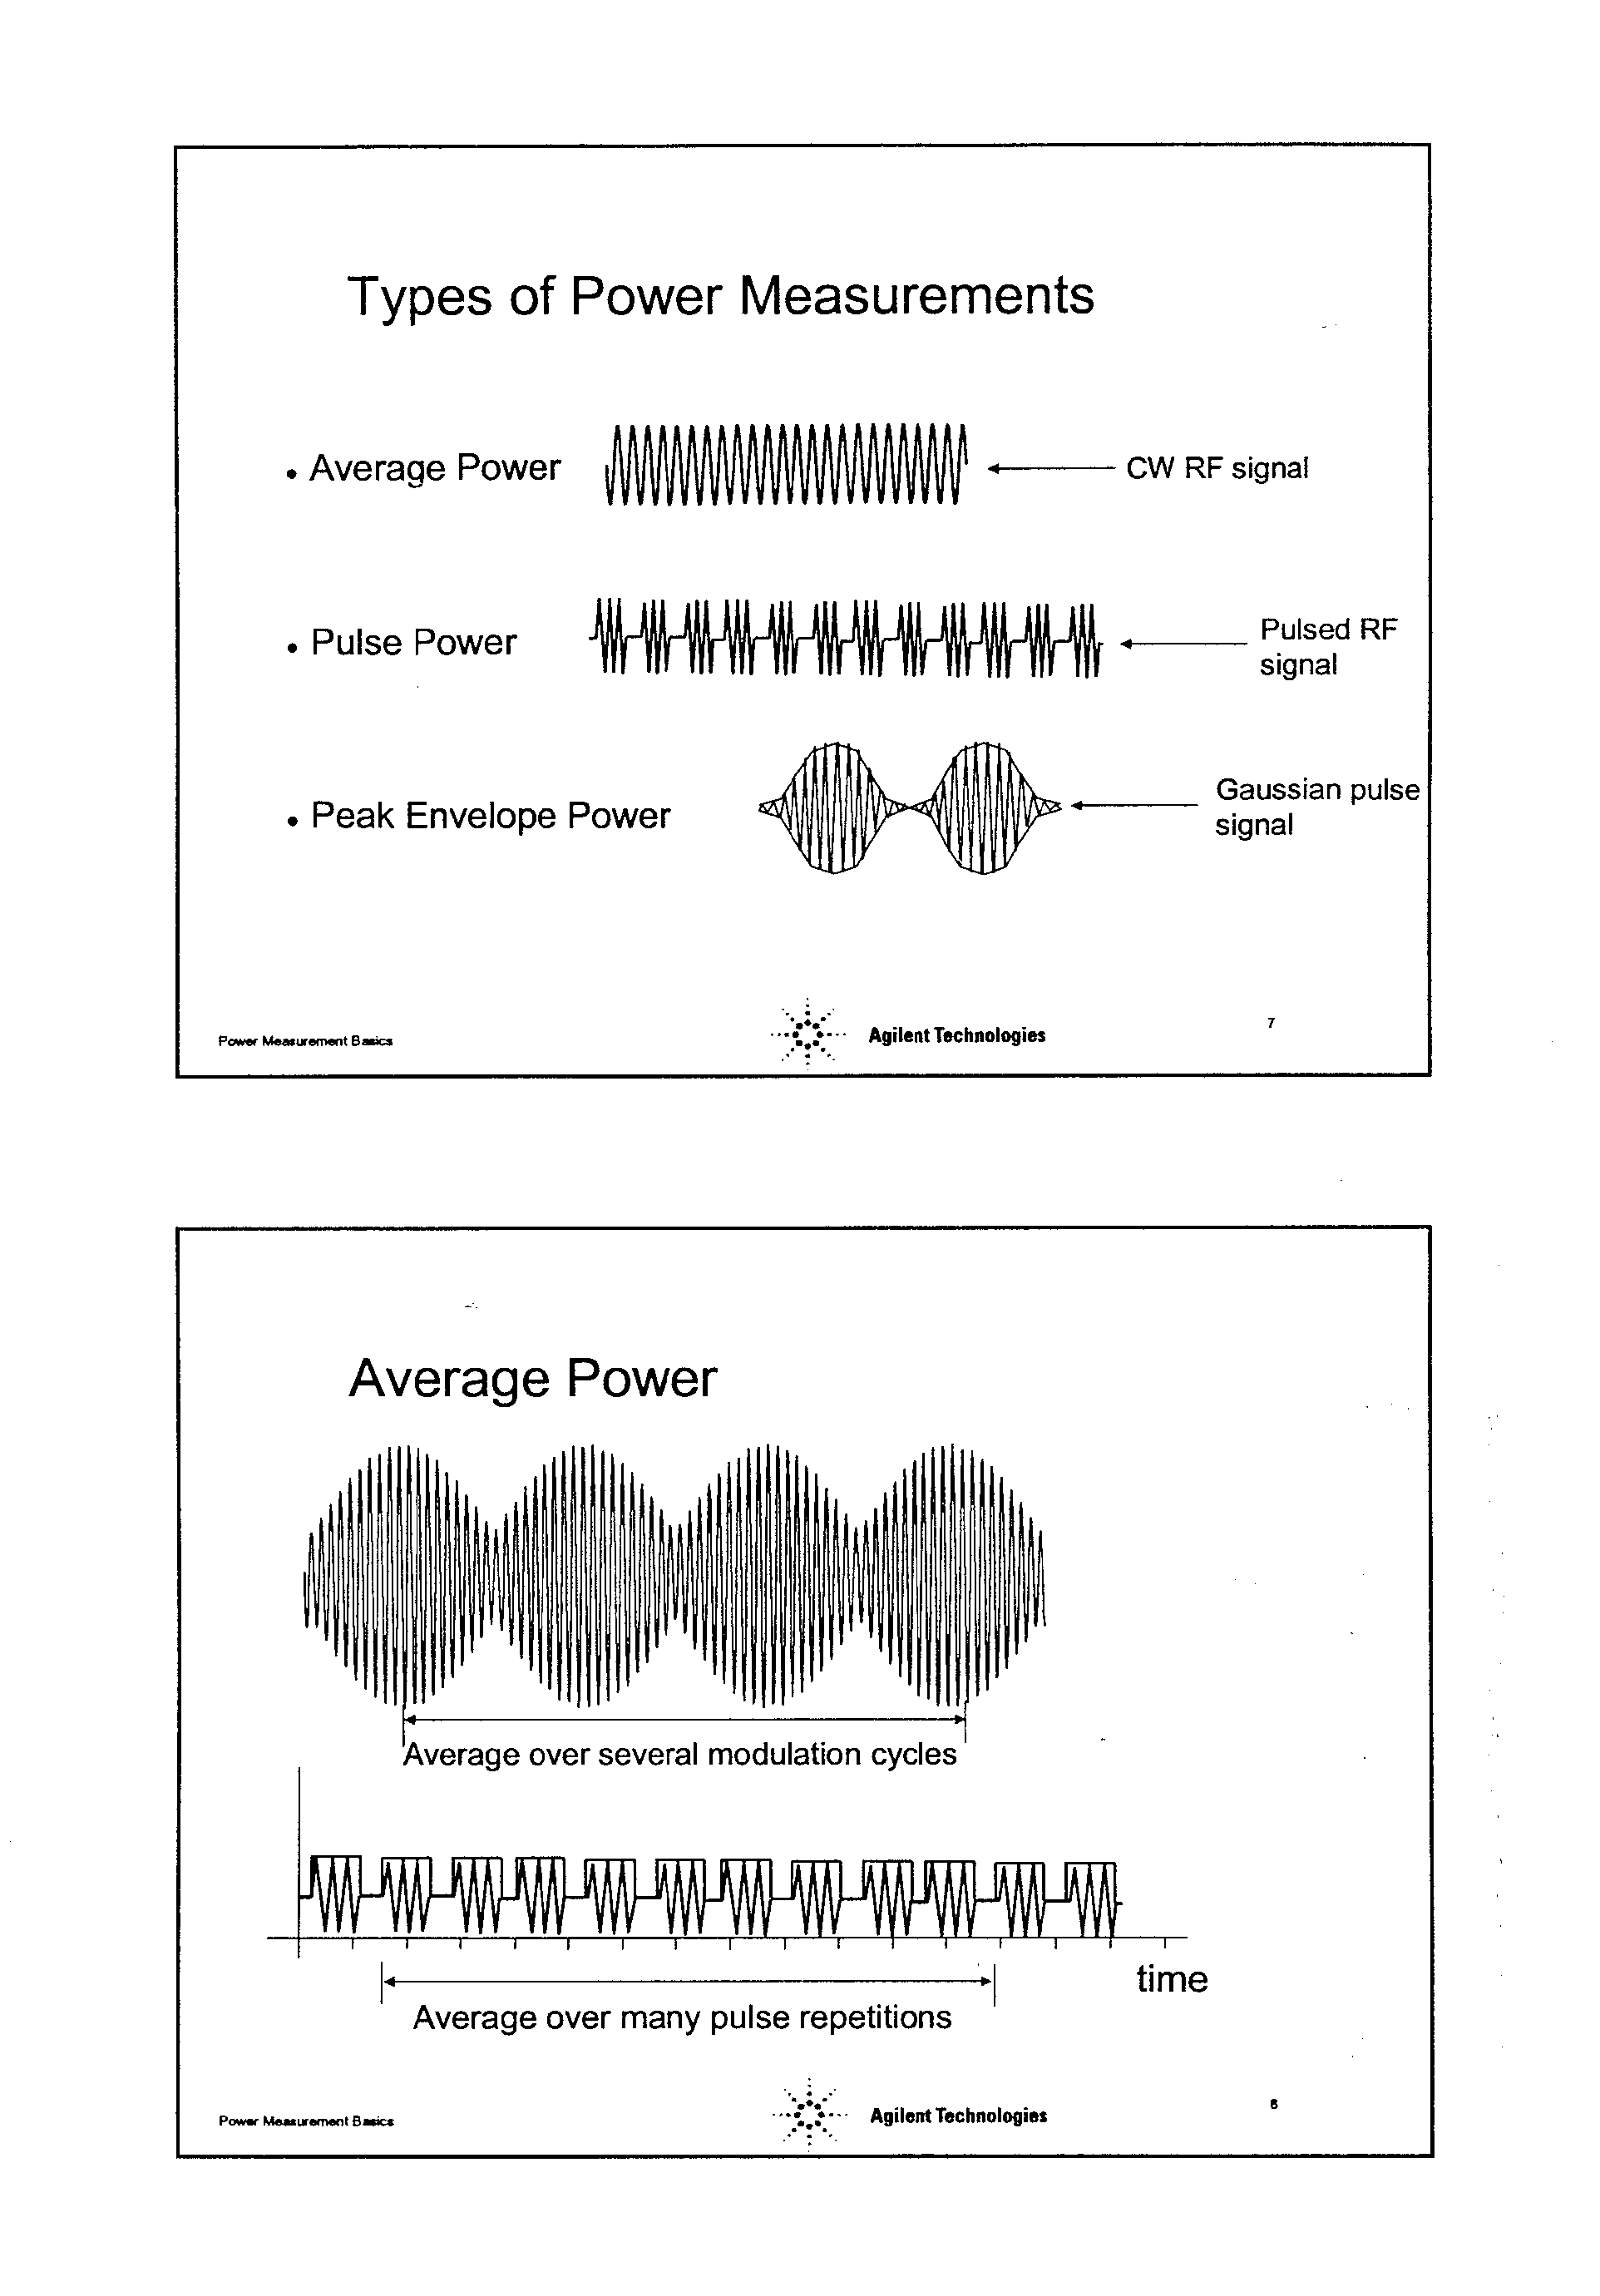 Types of Power Measurements
• Average Power
CW RF signal
• Pulse Power
Pulsed RF
signal
• Peak Envelope Power
Gaussian pulse
signal
Power Measurement Basics
Agilent Technologies
7
Average Power
Average over several modulation cycles
time
Average over many pulse repetitions
Power Measurement Basics
Agilent Technologies
8